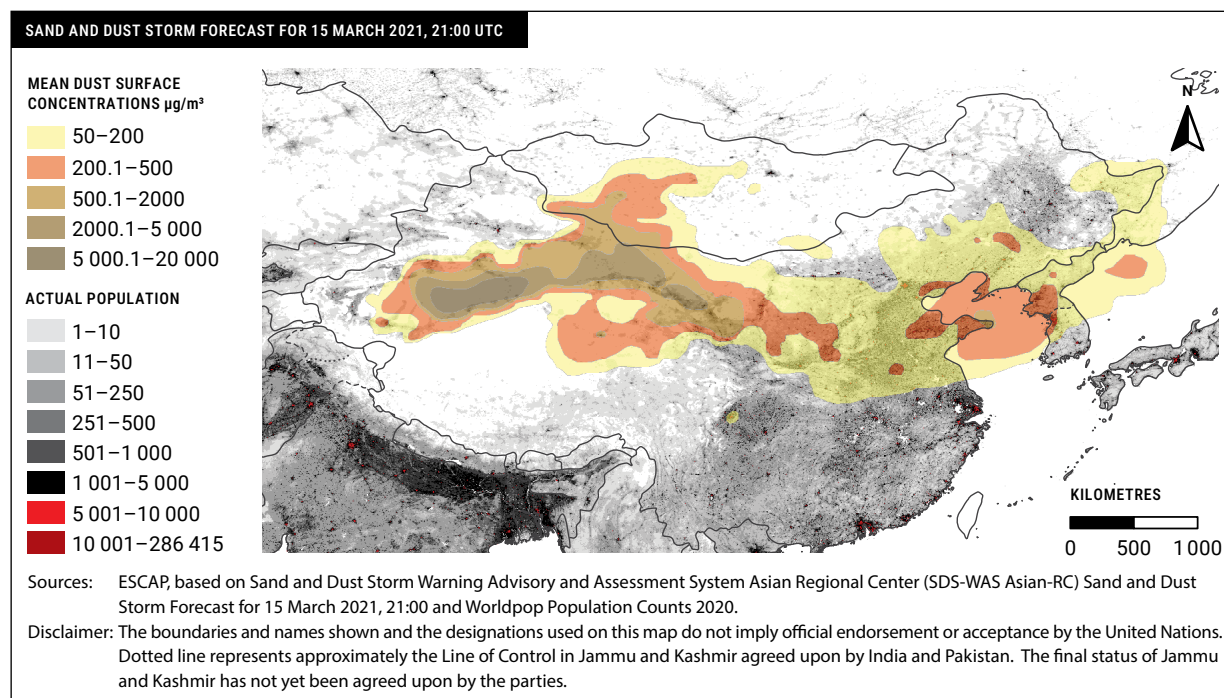 SAND AND DUST STORM FORECAST FOR 15 MARCH 2021, 21:00 UTC
MEAN DUST SURFACE
CONCENTRATIONS µg/m³
50–200
200.1–500
500.1–2000
2000.1–5 000
5 000.1–20 000
ACTUAL POPULATION
1–10
11–50
51–250
251–500
501–1 000
1 001–5 000
5 001–10 000
10 001–286 415
N
KILOMETRES
0 500 1 000
Sources: ESCAP, based on Sand and Dust Storm Warning Advisory and Assessment System Asian Regional Center (SDS-WAS Asian-RC) Sand and Dust
Storm Forecast for 15 March 2021, 21:00 and Worldpop Population Counts 2020.
Disclaimer: The boundaries and names shown and the designations used on this map do not imply official endorsement or acceptance by the United Nations.
Dotted line represents approximately the Line of Control in Jammu and Kashmir agreed upon by India and Pakistan. The final status of Jammu
and Kashmir has not yet been agreed upon by the parties.